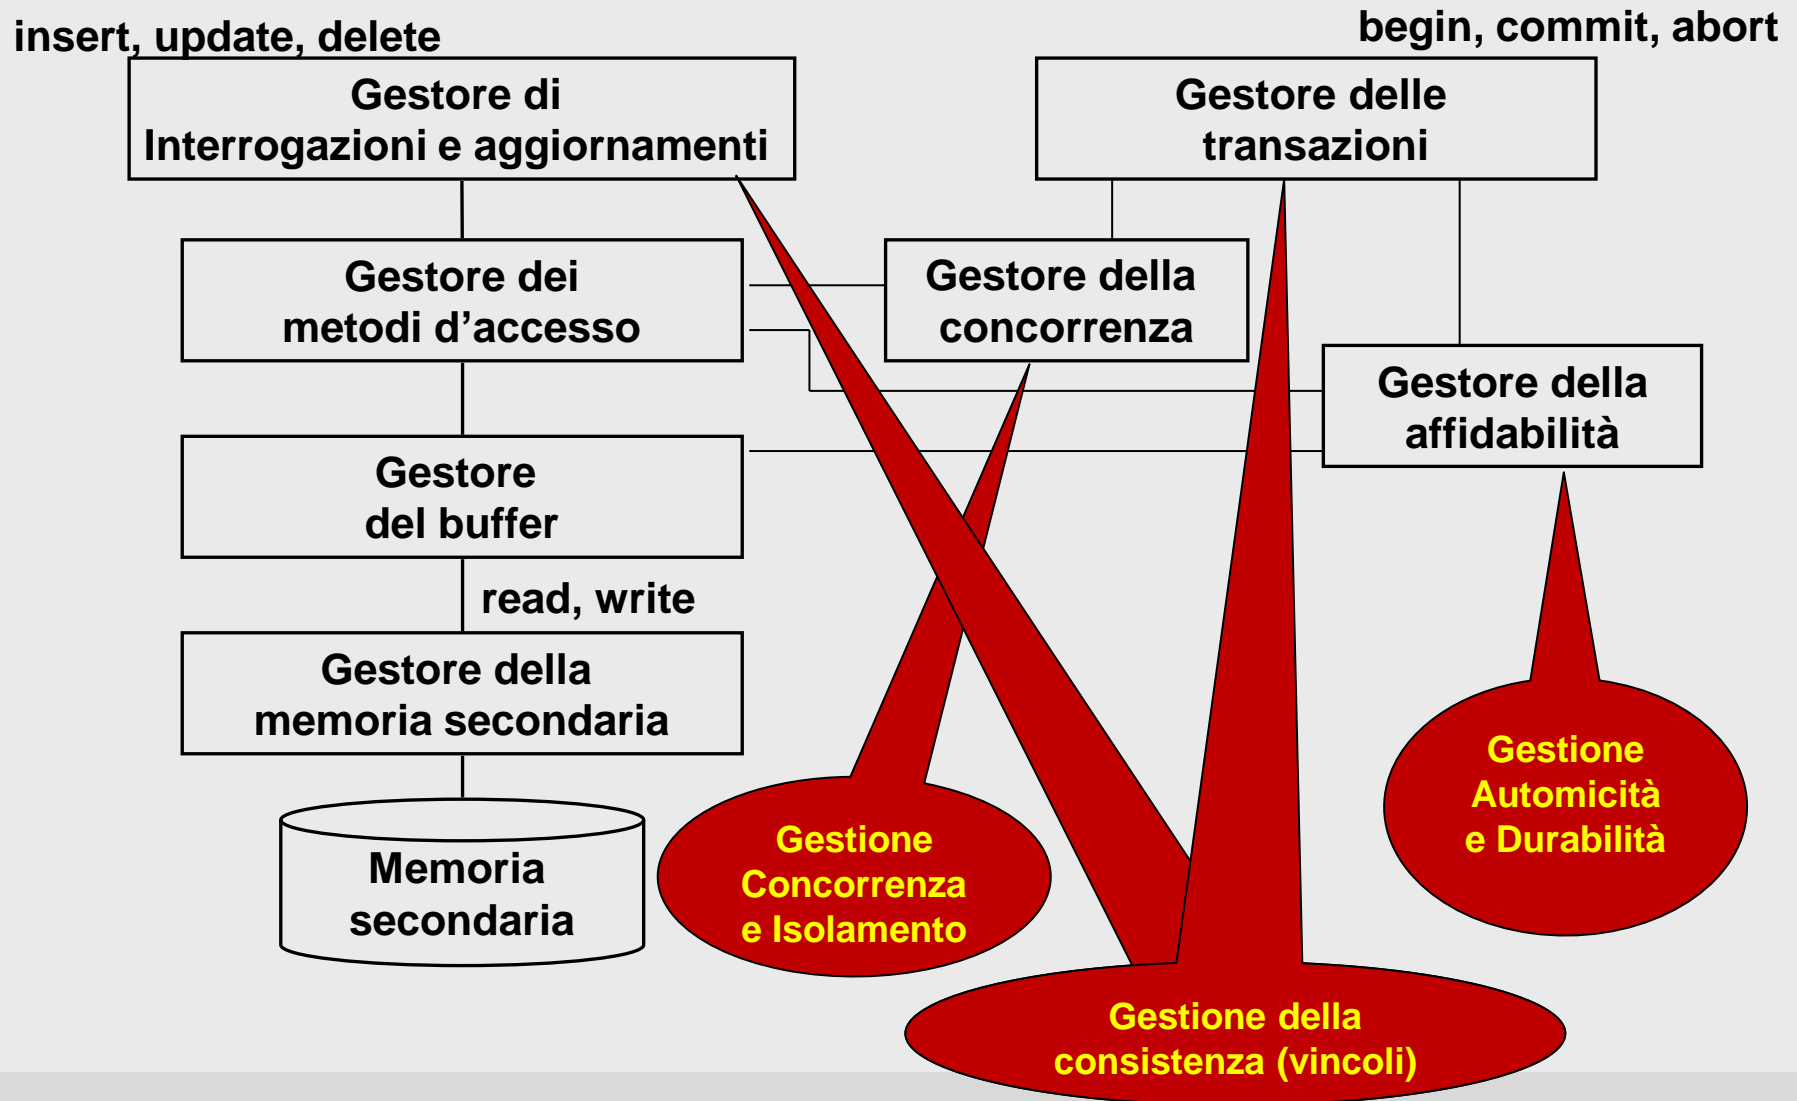 insert, update, delete
begin, commit, abort
Gestore di
Interrogazioni e aggiornamenti
Gestore delle
transazioni
Gestore dei
metodi d’accesso
Gestore della
concorrenza
Gestore della
affidabilità
Gestore
del buffer
read, write
Gestore della
memoria secondaria
Memoria
secondaria
Gestione
Concorrenza
e Isolamento
Gestione
Automicità
e Durabilità
Gestione della
consistenza (vincoli)